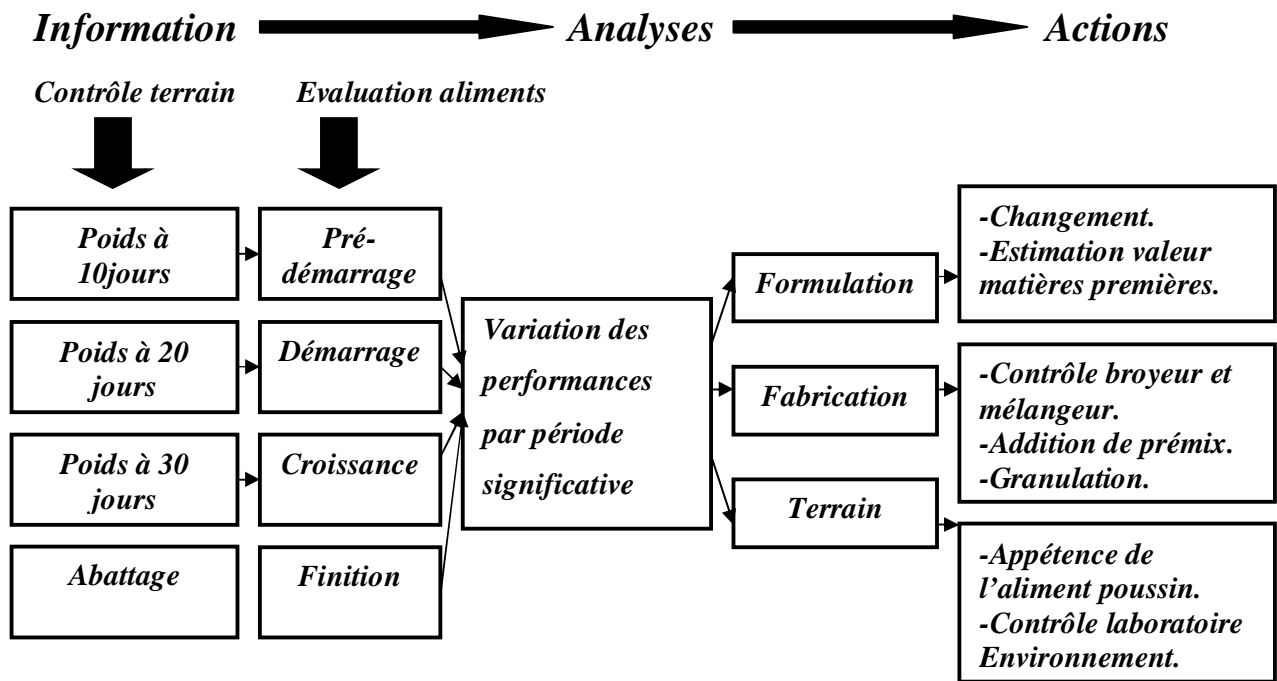 Information
Analyses
Actions
Contrôle terrain
Evaluation aliments
Poids à
10jours
Pré-
démarrage
Poids à 20
jours
Démarrage
Poids à 30
jours
Croissance
Abattage
Finition
Variation des
performances
par période
significative
Formulation
Fabrication
Terrain
-Changement.
-Estimation valeur
matières premières.
-Contrôle broyeur et
mélangeur.
-Addition de prémix.
-Granulation.
-Appétence de
l’aliment poussin.
-Contrôle laboratoire
Environnement.